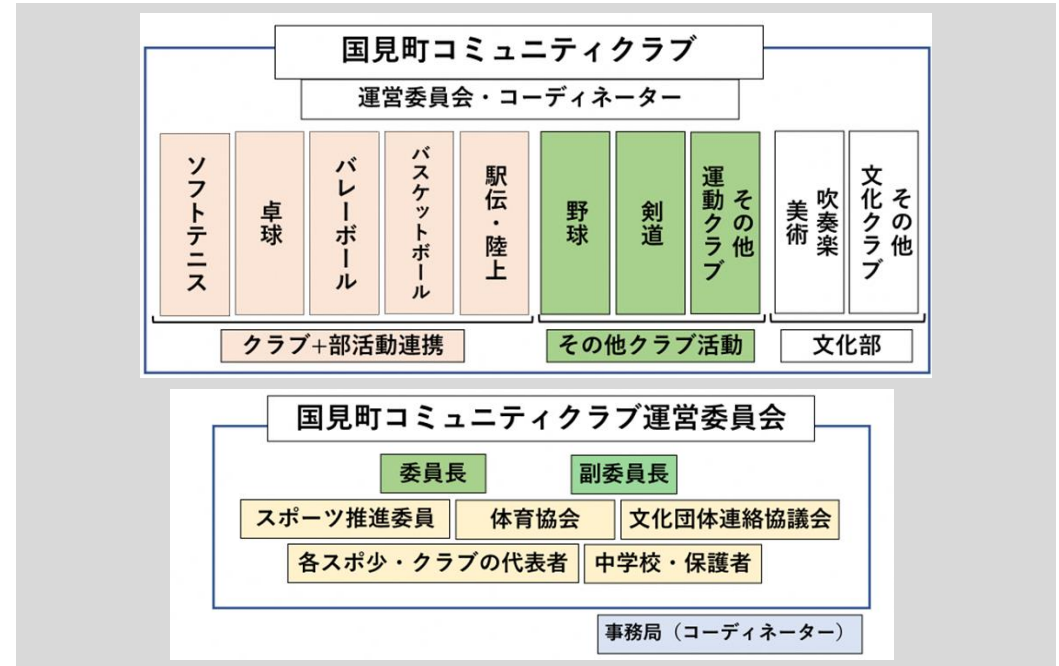 国見町コミュニティクラブ
運営委員会・コーディネーター
ソフトテニス
卓球
バレーボール
バスケットボール
駅伝・陸上
野球
剣道
その他
運動クラブ
吹奏楽
美術
その他
文化クラブ
クラブ+部活動連携
その他クラブ活動
文化部
国見町コミュニティクラブ運営委員会
委員長
副委員長
スポーツ推進委員
体育協会
文化団体連絡協議会
各スポ少・クラブの代表者
中学校・保護者
事務局（コーディネーター）